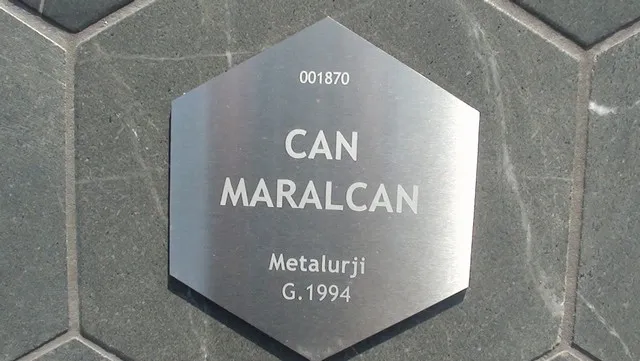 001870
CAN
MARALCAN
Metalurji
G.1994